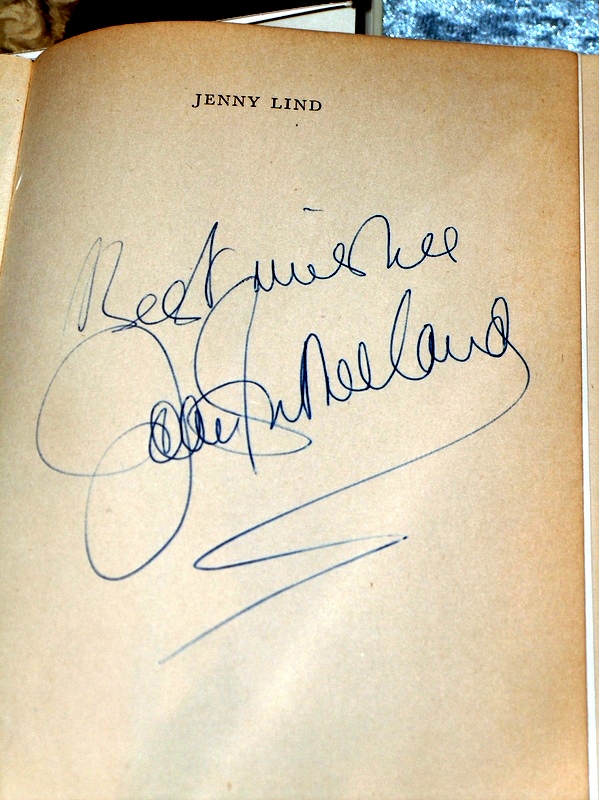 JENNY LIND
Best wishes
Joan Sutherland